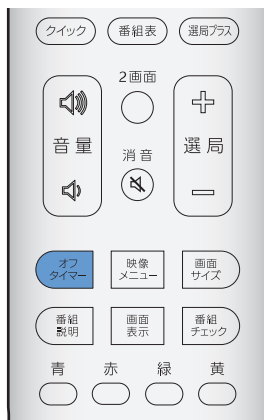 クイック 番組表 選局プラス
2画面
音量 消音 選局
オフ
タイマー
映像
メニュー
画面
サイズ
番組
説明
画面
表示
番組
チェック
青 赤 緑 黄